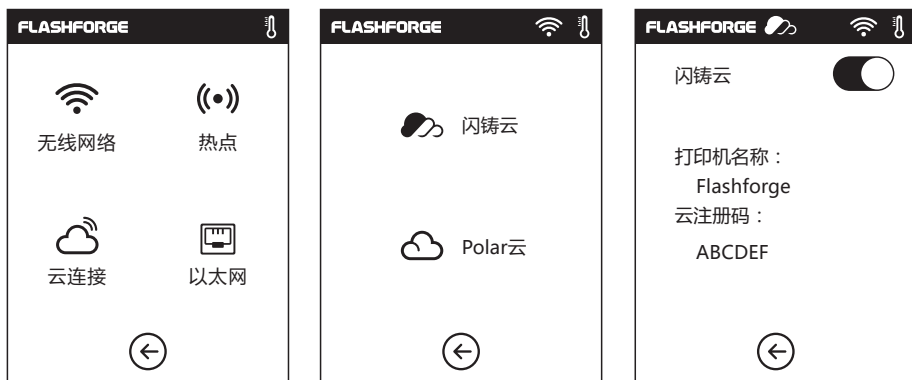 FLASHFORGE
无线网络
热点
云连接
以太网
FLASHFORGE
闪铸云
Polar云
FLASHFORGE
闪铸云
打印机名称：
Flashforge
云注册码：
ABCDEF